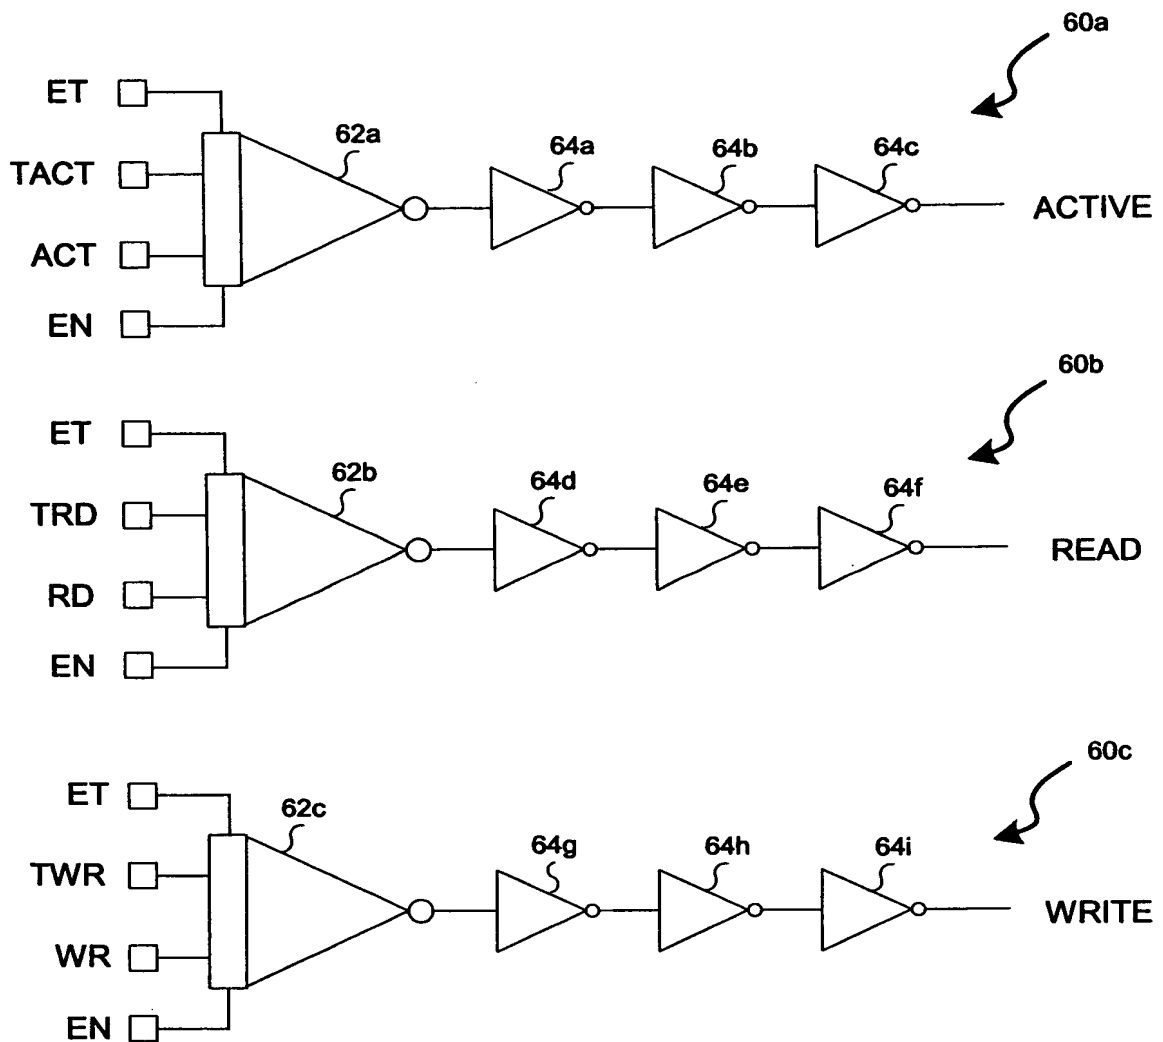 60a
ET
62a
64a
64b
64c
TACT
ACTIVE
ACT
EN
60b
ET
62b
64d
64e
64f
TRD
READ
RD
EN
60c
ET
62c
64g
64h
64i
TWR
WRITE
WR
EN